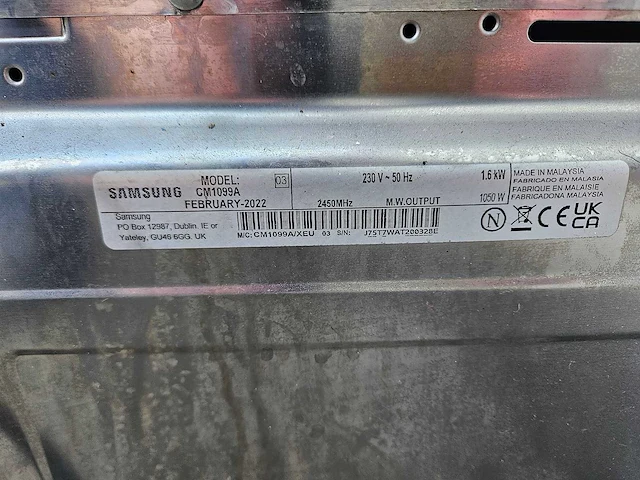 SAMSUNG
MODEL: 03
CM1099A
FEBRUARY-2022
230 V ~ 50 Hz 1.6 kW
2450MHz M.W.OUTPUT 1050 W
MADE IN MALAYSIA
FABRICADO EN MALASIA
FABRIQUE EN MALAISIE
FABRICADONA MALAYSIA
Samsung
PO Box 12987, Dublin. IE or
Yateley, GU46 6GG. UK
M/C: CM1099A/XEU 03 S/N: J75T7WAT200328E
N CE UK
CA